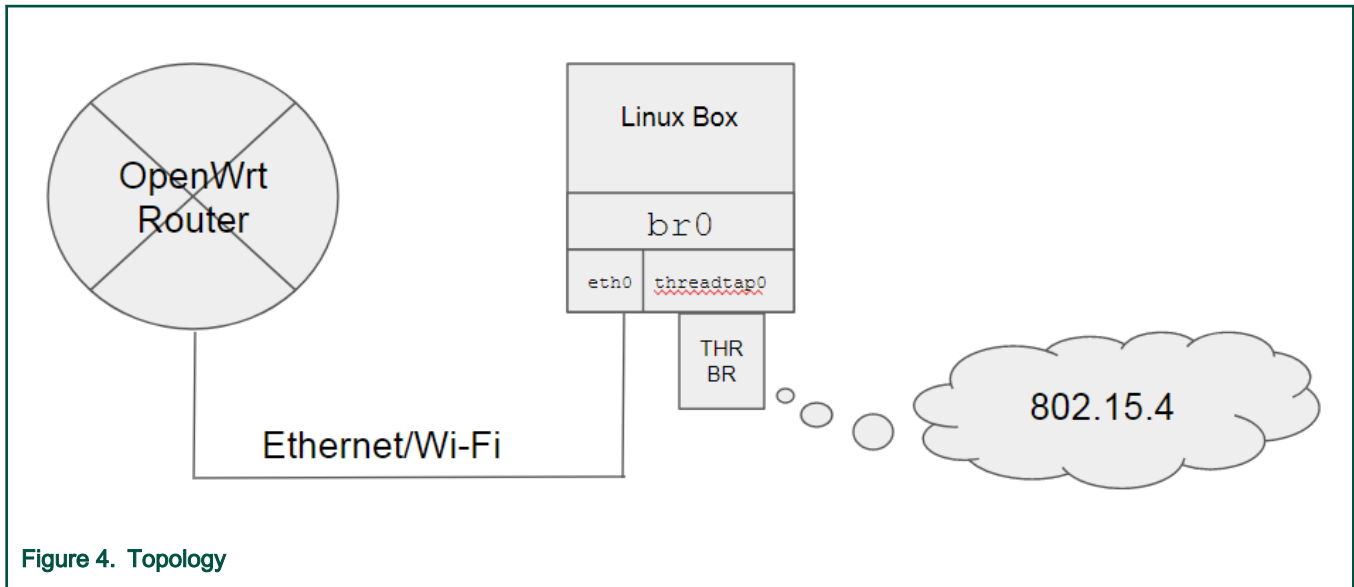 OpenWrt
Router
Linux Box
br0
eth0
threadtap0
THR
BR
802.15.4
Ethernet/Wi-Fi
Figure 4. Topology